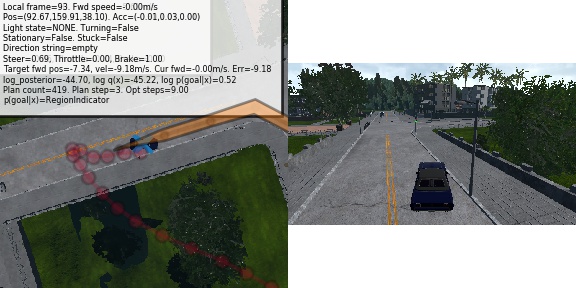 Local frame=93. Fwd speed=-0.00m/s
Pos=(92.67,159.91,38.10). Acc=(-0.01,0.03,0.00)
Light state=NONE. Turning=False
Stationary=False. Stuck=False
Direction string=empty
Steer=0.69, Throttle=0.00, Brake=1.00
Target fwd pos=-7.34, vel=-9.18m/s. Cur fwd=-0.00m/s. Err=-9.18
log_posterior=-44.70, log q(x)=-45.22, log p(goal|x)=0.52
Plan count=419. Plan step=3. Opt steps=9.00
p(goal|x)=RegionIndicator